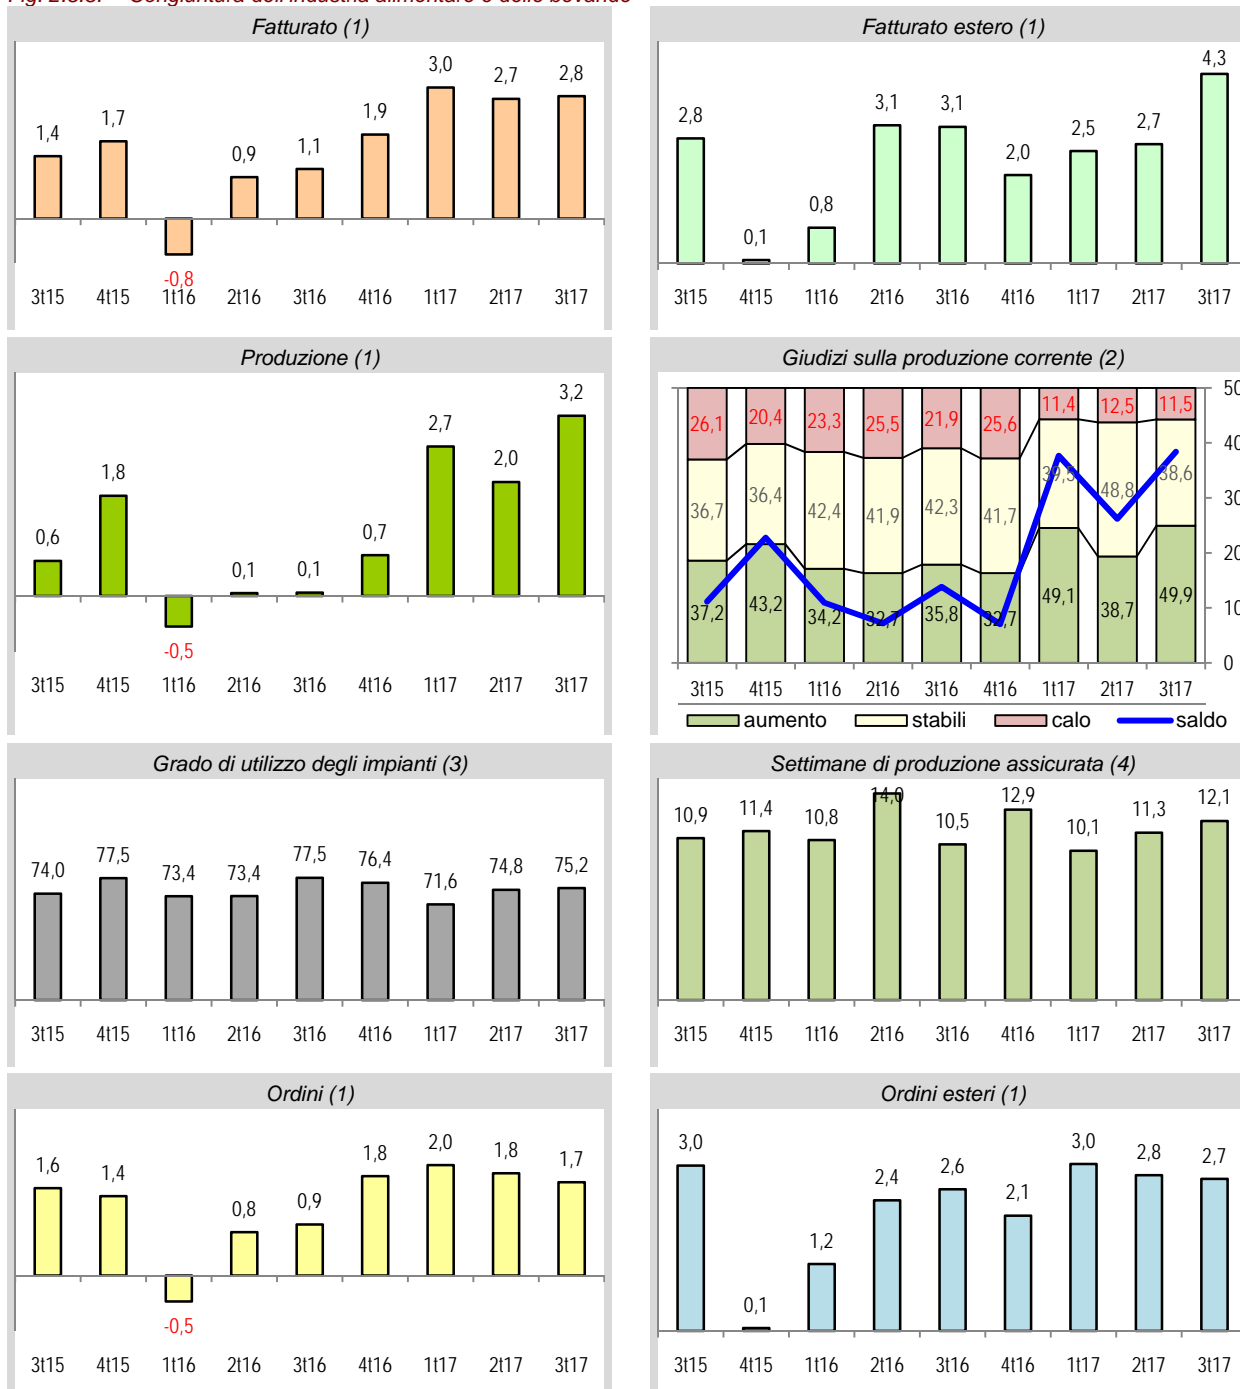 Fatturato (1)
3,0
2,7
2,8
1,9
1,7
1,4
1,1
0,9
-0,8
3t15 4t15 1t16 2t16 3t16 4t16 1t17 2t17 3t17
Fatturato estero (1)
4,3
3,1
3,1
2,8
2,7
2,5
2,0
0,8
0,1
3t15 4t15 1t16 2t16 3t16 4t16 1t17 2t17 3t17
Produzione (1)
3,2
2,7
2,0
1,8
0,7
0,6
0,1
0,1
-0,5
3t15 4t15 1t16 2t16 3t16 4t16 1t17 2t17 3t17
Giudizi sulla produzione corrente (2)
50
40
30
20
10
0
26,1 20,4 23,3 25,5 21,9 25,6 11,4 12,5 11,5
36,7 36,4 42,4 41,9 42,3 41,7 39,5 48,8 38,6
37,2 43,2 34,2 32,7 35,8 32,7 49,1 38,7 49,9
3t15 4t15 1t16 2t16 3t16 4t16 1t17 2t17 3t17
aumento stabili calo saldo
Grado di utilizzo degli impianti (3)
74,0 77,5 73,4 73,4 77,5 76,4 71,6 74,8 75,2
3t15 4t15 1t16 2t16 3t16 4t16 1t17 2t17 3t17
Settimane di produzione assicurata (4)
10,9 11,4 10,8 14,0 10,5 12,9 10,1 11,3 12,1
3t15 4t15 1t16 2t16 3t16 4t16 1t17 2t17 3t17
Ordini (1)
1,6 1,4 -0,5 0,8 0,9 1,8 2,0 1,8 1,7
3t15 4t15 1t16 2t16 3t16 4t16 1t17 2t17 3t17
Ordini esteri (1)
3,0 0,1 1,2 2,4 2,6 2,1 3,0 2,8 2,7
3t15 4t15 1t16 2t16 3t16 4t16 1t17 2t17 3t17